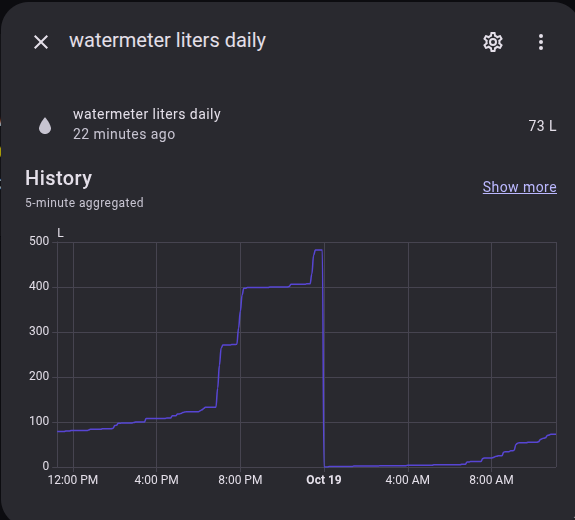 watermeter liters daily
watermeter liters daily
22 minutes ago
73 L
History
Show more
5-minute aggregated
L
500
400
300
200
100
0
12:00 PM 4:00 PM 8:00 PM Oct 19 4:00 AM 8:00 AM